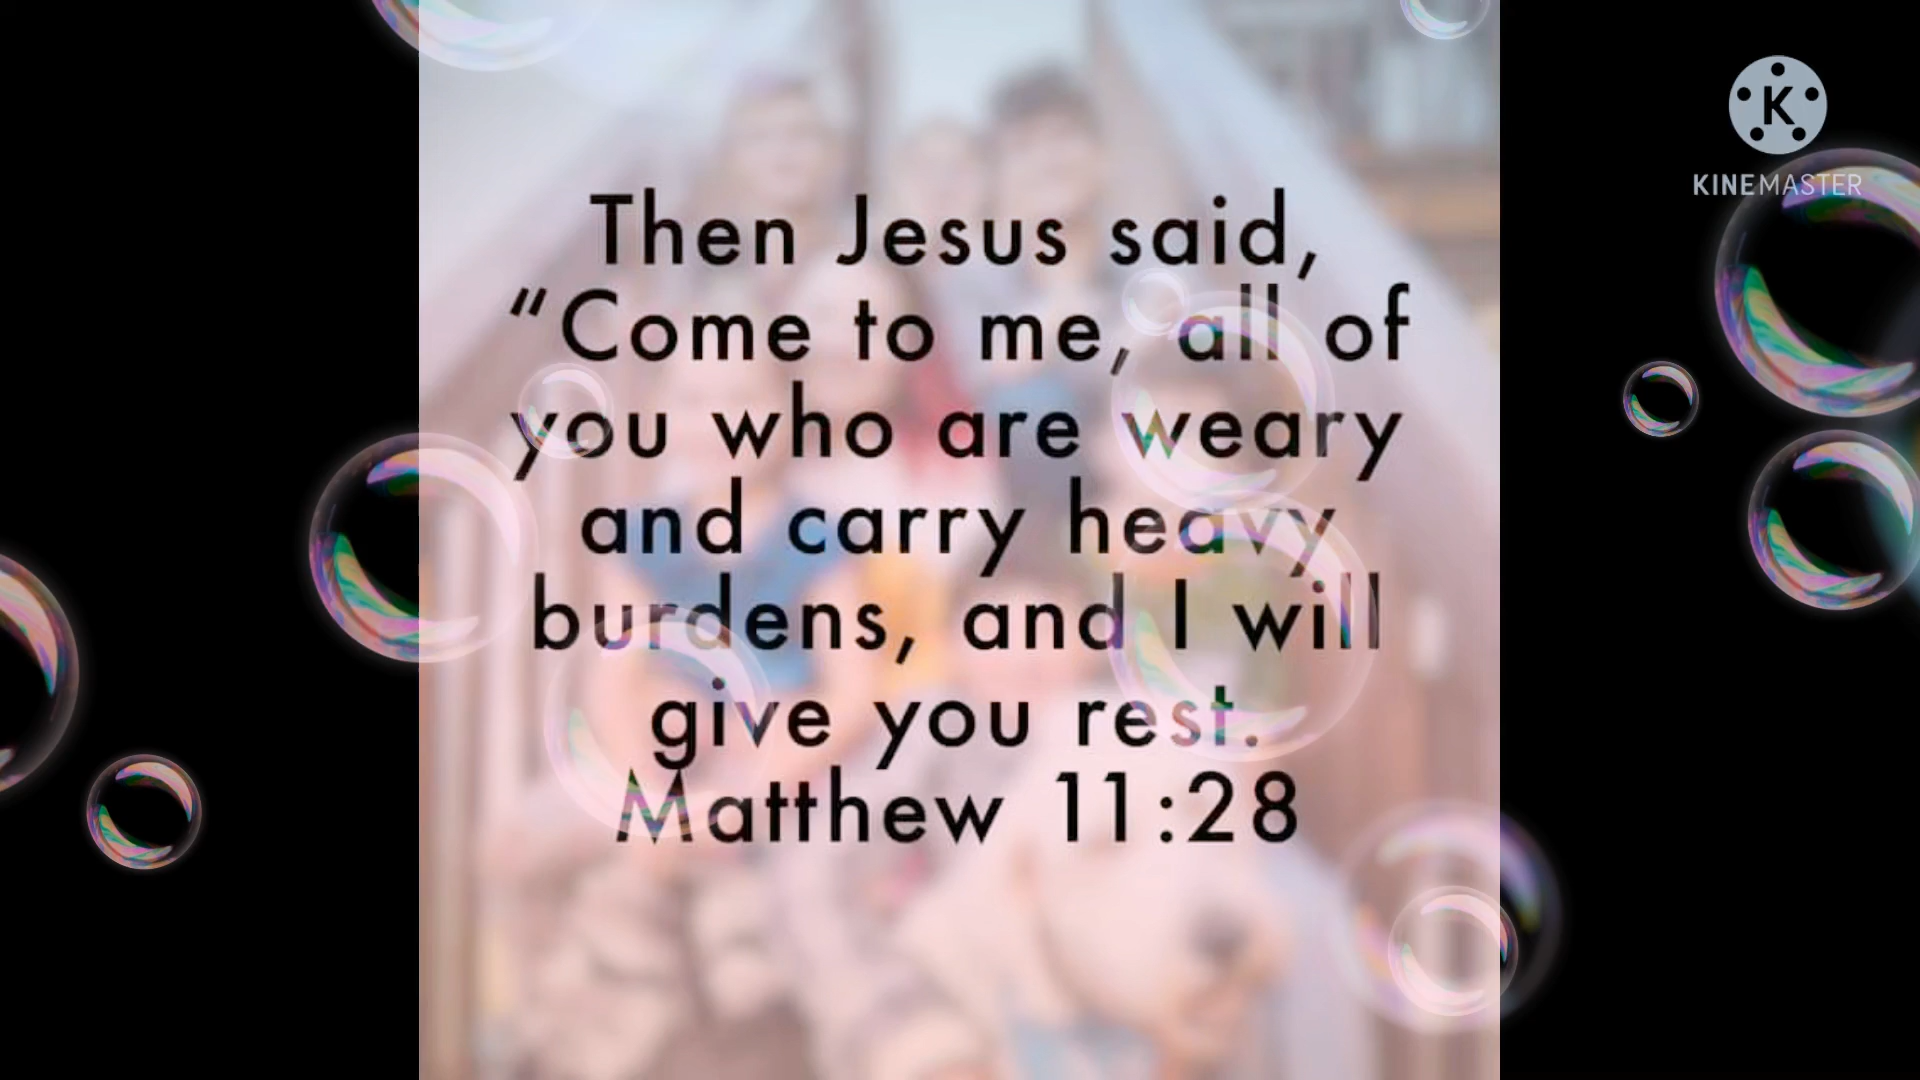 Then Jesus said,
“Come to me, all of
you who are weary
and carry heavy
burdens, and I will
give you rest.
Matthew 11:28
K
KINEMASTER